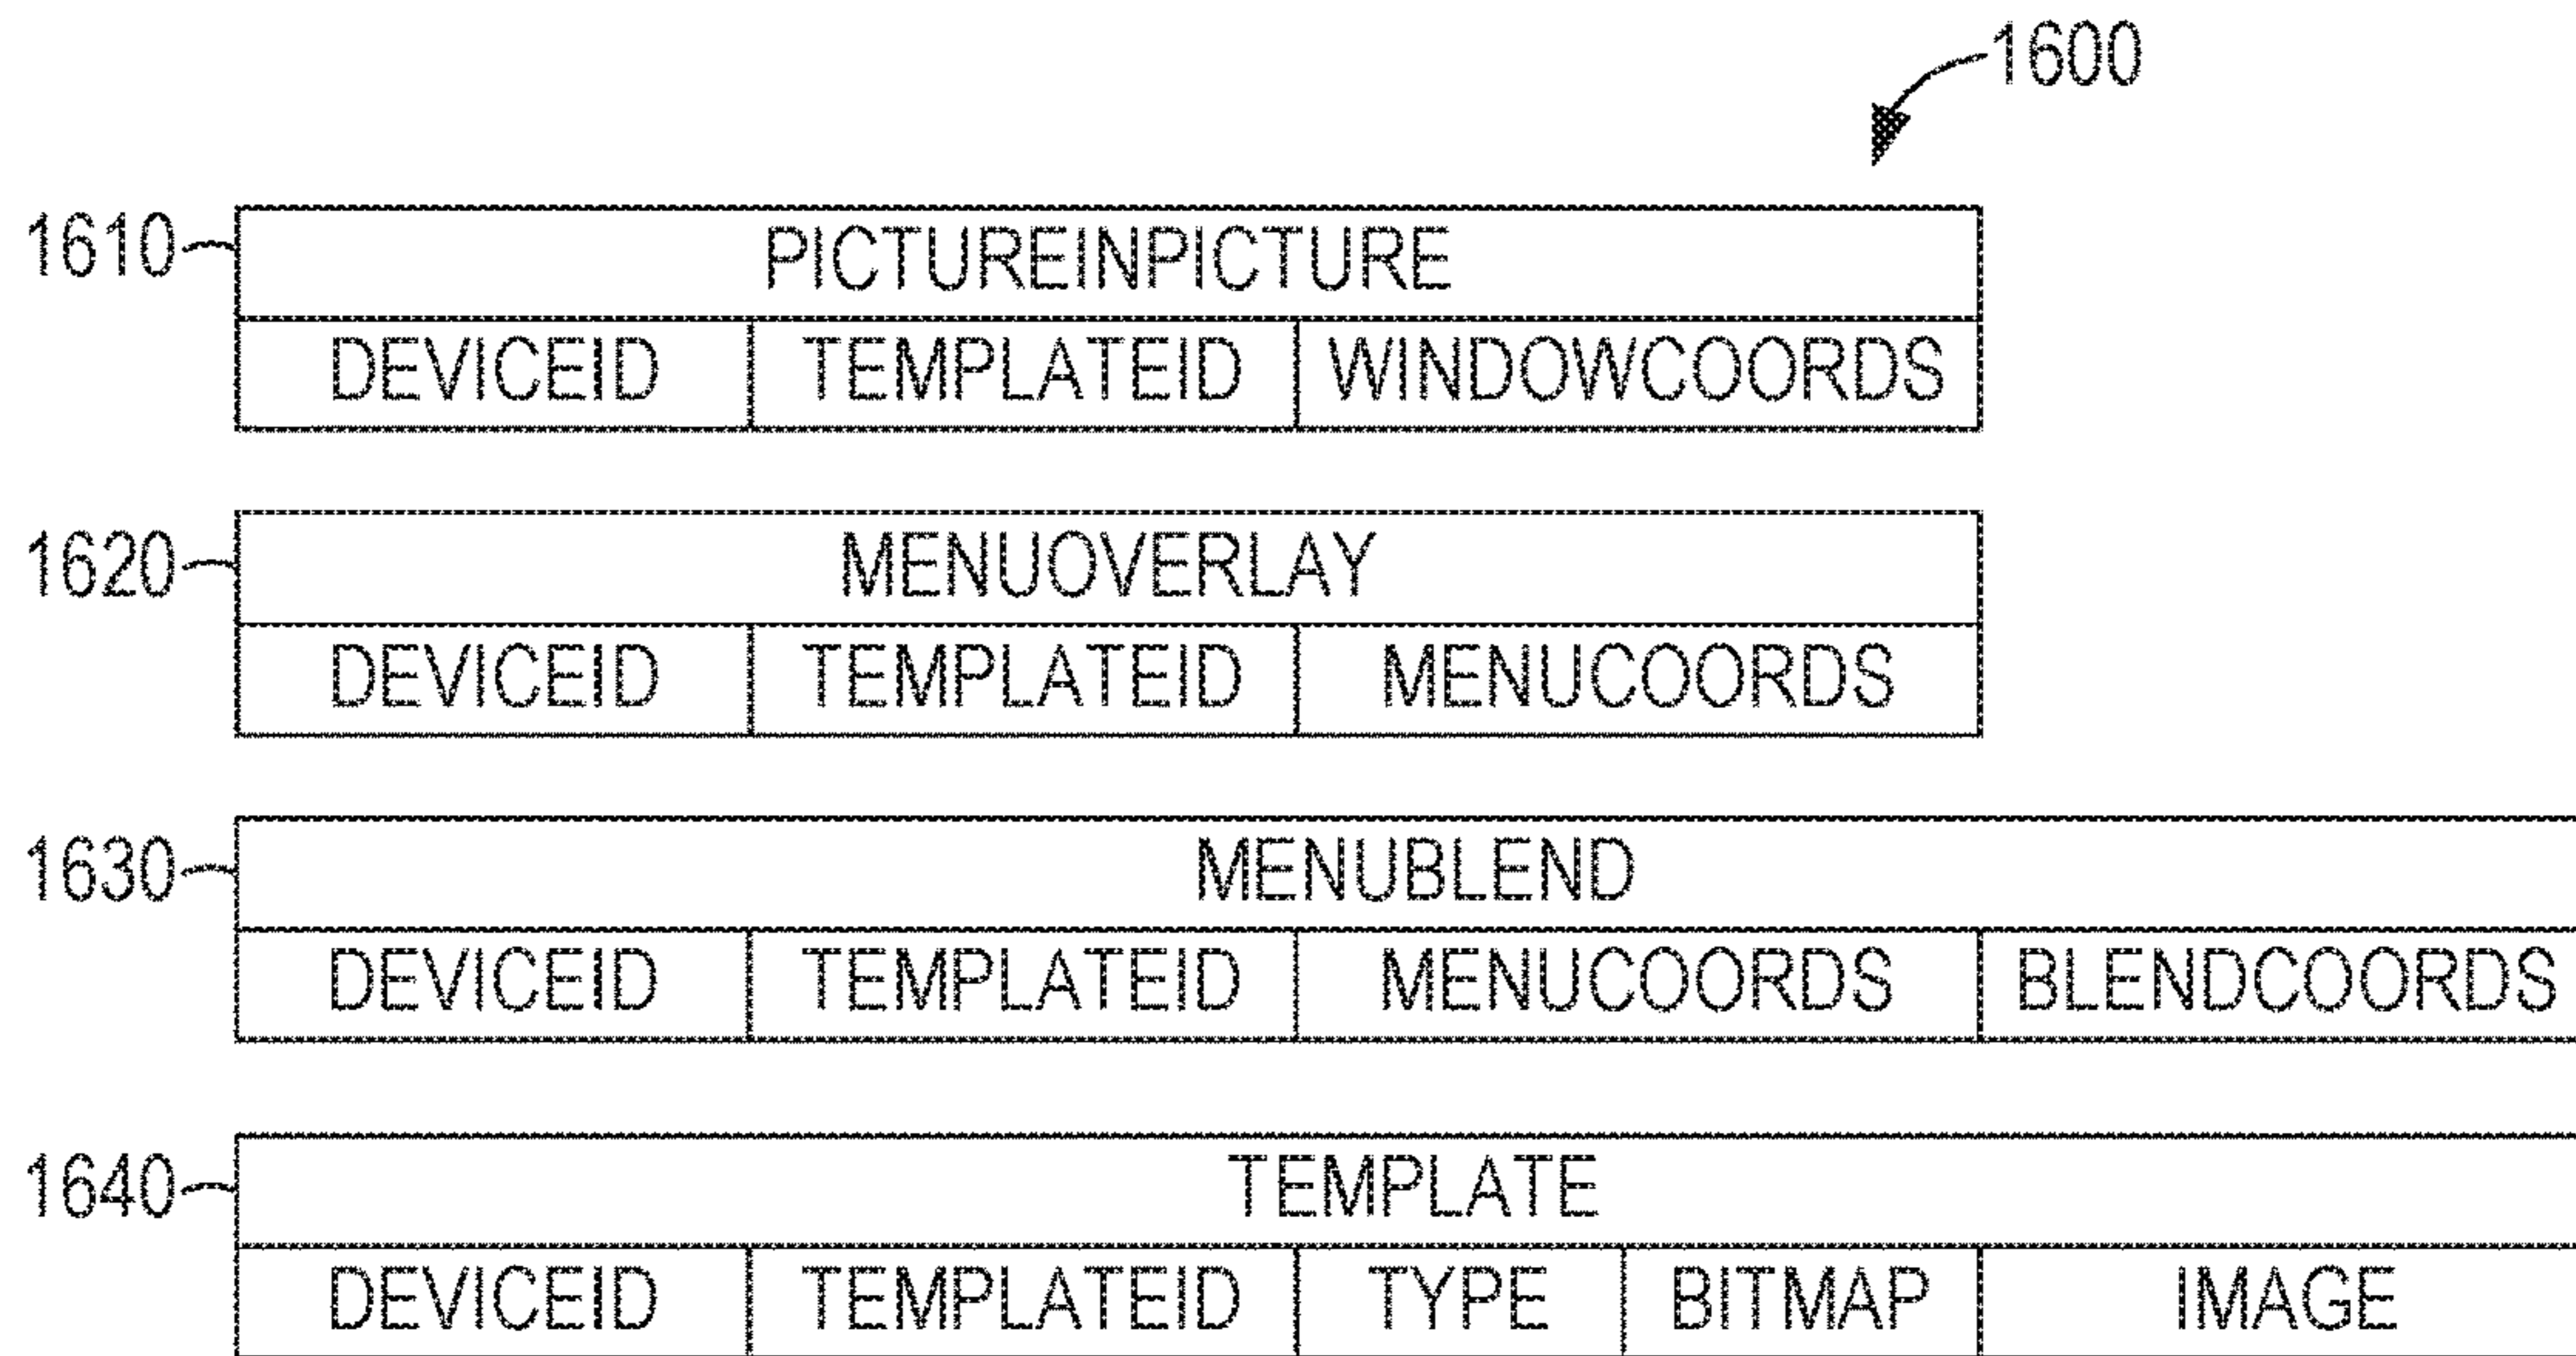 1600
1610 PICTUREINPICTURE
DEVICEID TEMPLATEID WINDOWCOORDS
1620 MENUOVERLAY
DEVICEID TEMPLATEID MENUCOORDS
1630 MENUBLEND
DEVICEID TEMPLATEID MENUCOORDS BLENDCOORDS
1640 TEMPLATE
DEVICEID TEMPLATEID TYPE BITMAP IMAGE